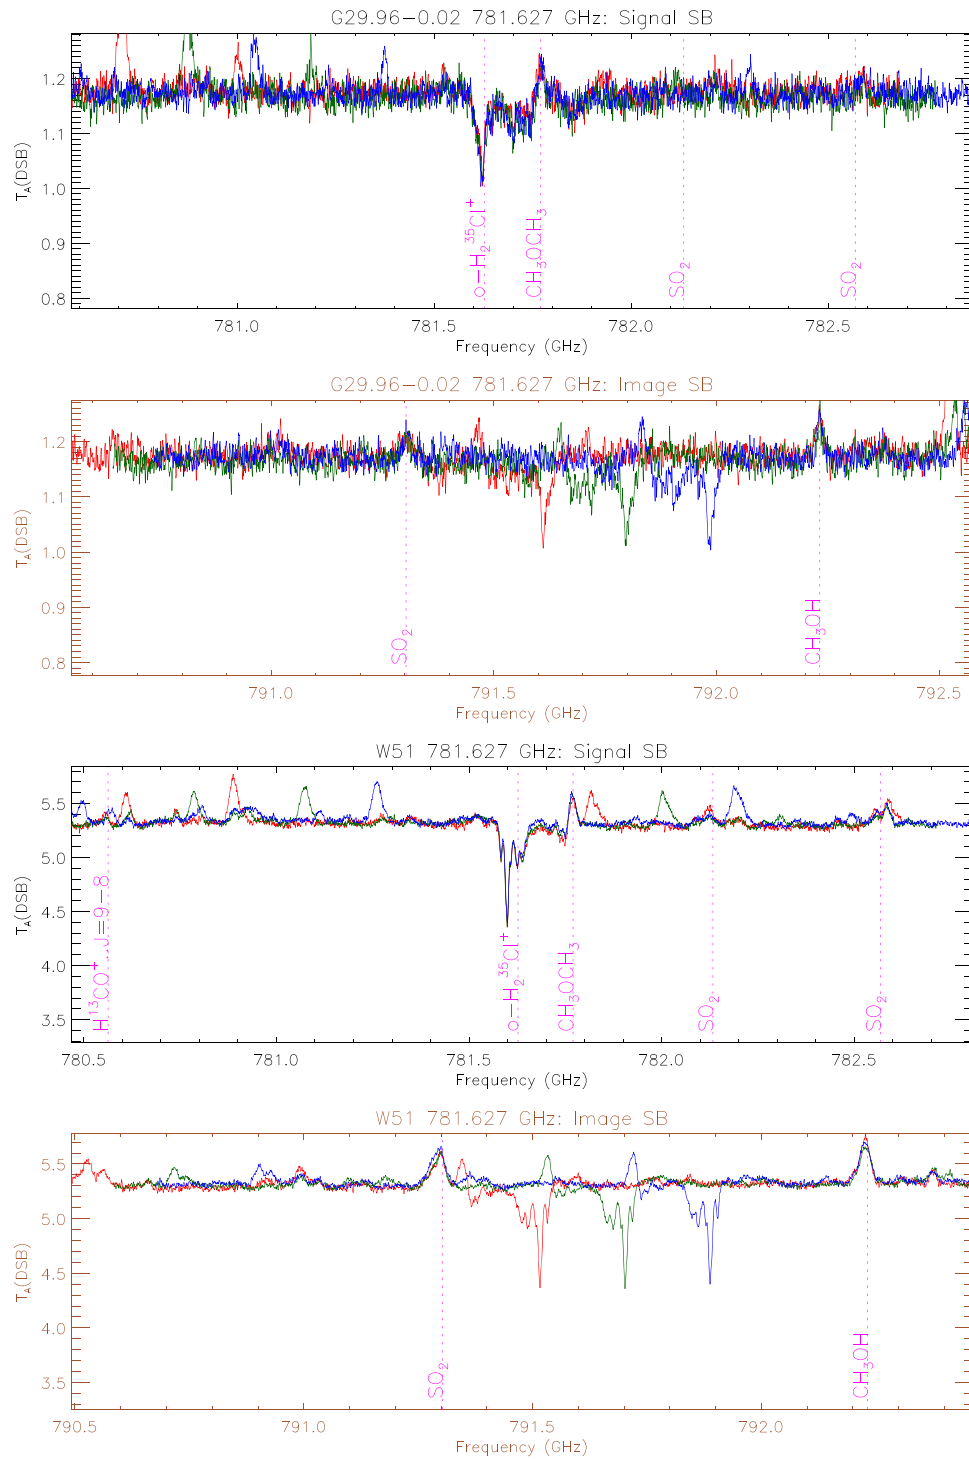 G29.96−0.02 781.627 GHz: Signal SB
T_A(DSB)
1.2
1.1
1.0
0.9
0.8
o−H₂³⁵Cl⁺
CH₃OCH₃
SO₂
SO₂
781.0 781.5 782.0 782.5
Frequency (GHz)
G29.96−0.02 781.627 GHz: Image SB
T_A(DSB)
1.2
1.1
1.0
0.9
0.8
SO₂
CH₃OH
791.0 791.5 792.0 792.5
Frequency (GHz)
W51 781.627 GHz: Signal SB
T_A(DSB)
5.5
5.0
4.5
4.0
3.5
H¹³CO⁺, J=9−8
o−H₂³⁵Cl⁺
CH₃OCH₃
SO₂
SO₂
780.5 781.0 781.5 782.0 782.5
Frequency (GHz)
W51 781.627 GHz: Image SB
T_A(DSB)
5.5
5.0
4.5
4.0
3.5
SO₂
CH₃OH
790.5 791.0 791.5 792.0
Frequency (GHz)